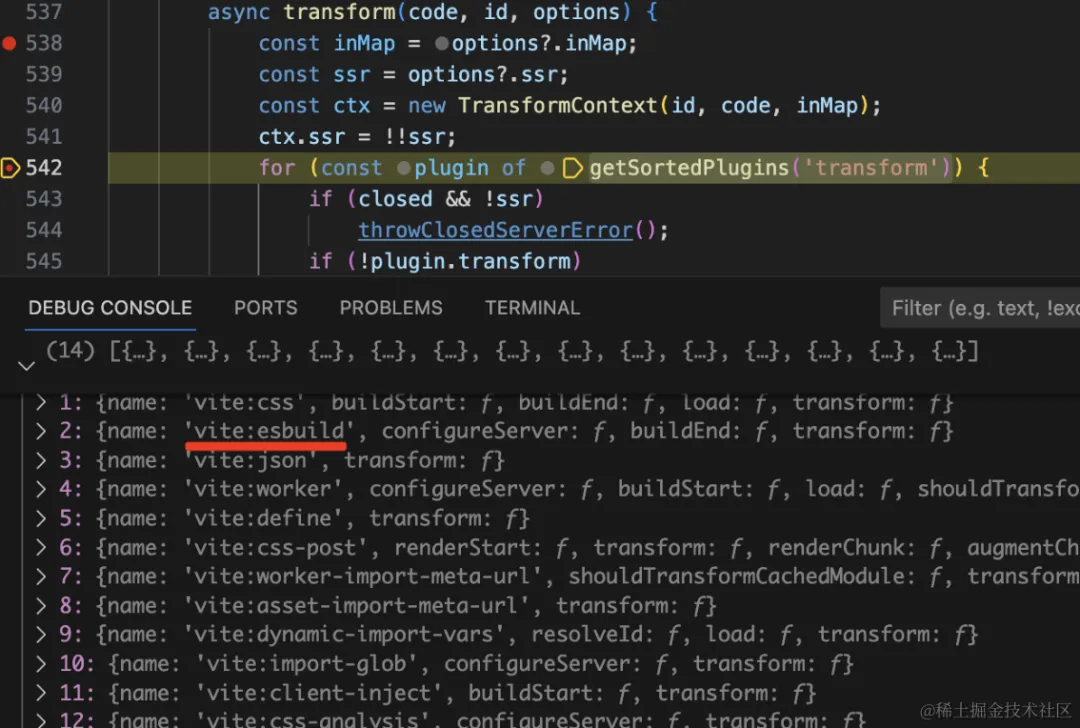 537 async transform(code, id, options) {
538 const inMap = options?.inMap;
539 const ssr = options?.ssr;
540 const ctx = new TransformContext(id, code, inMap);
541 ctx.ssr = !!ssr;
542 for (const plugin of getSortedPlugins('transform')) {
543 if (closed && !ssr)
544 throwClosedServerError();
545 if (!plugin.transform)
DEBUG CONSOLE PORTS PROBLEMS TERMINAL Filter (e.g. text, !exc
(14) [{…}, {…}, {…}, {…}, {…}, {…}, {…}, {…}, {…}, {…}, {…}, {…}, {…}, {…}]
1: {name: 'vite:css', buildStart: ƒ, buildEnd: ƒ, load: ƒ, transform: ƒ}
2: {name: 'vite:esbuild', configureServer: ƒ, buildEnd: ƒ, transform: ƒ}
3: {name: 'vite:json', transform: ƒ}
4: {name: 'vite:worker', configureServer: ƒ, buildStart: ƒ, load: ƒ, shouldTransfo
5: {name: 'vite:define', transform: ƒ}
6: {name: 'vite:css-post', renderStart: ƒ, transform: ƒ, renderChunk: ƒ, augmentCh
7: {name: 'vite:worker-import-meta-url', shouldTransformCachedModule: ƒ, transform
8: {name: 'vite:asset-import-meta-url', transform: ƒ}
9: {name: 'vite:dynamic-import-vars', resolveId: ƒ, load: ƒ, transform: ƒ}
10: {name: 'vite:import-glob', configureServer: ƒ, transform: ƒ}
11: {name: 'vite:client-inject', buildStart: ƒ, transform: ƒ}
12: {name: 'vite:css-analysis', configureServer: ƒ, transform: ƒ}
@稀土掘金技术社区